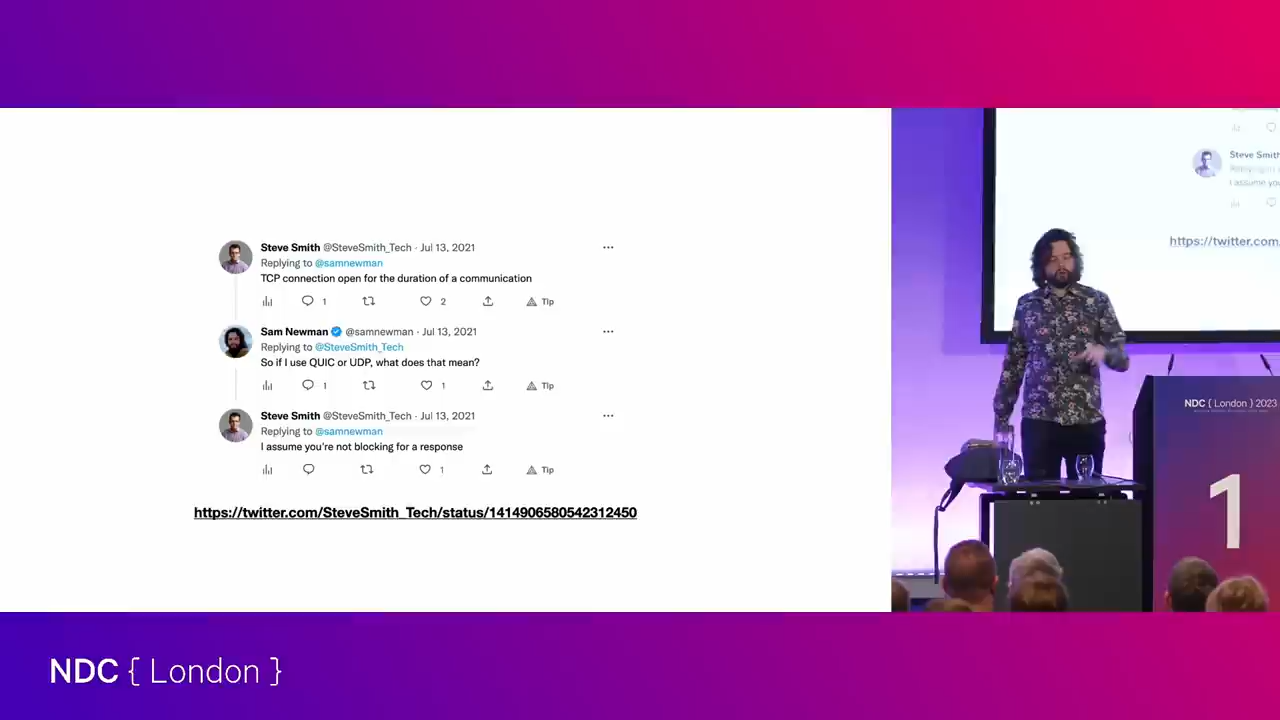 Steve Smith @SteveSmith_Tech · Jul 13, 2021 ···
Replying to @samnewman
TCP connection open for the duration of a communication
1 2 Tip
Sam Newman @samnewman · Jul 13, 2021 ···
Replying to @SteveSmith_Tech
So if I use QUIC or UDP, what does that mean?
1 1 Tip
Steve Smith @SteveSmith_Tech · Jul 13, 2021 ···
Replying to @samnewman
I assume you're not blocking for a response
1 Tip
https://twitter.com/SteveSmith_Tech/status/1414906580542312450
Steve Smith
Replying
I assume you
https://twitter.com
NDC { London } 2023
1
NDC { London }